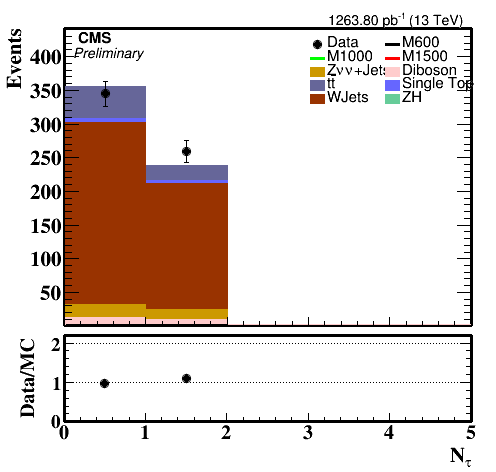 1263.80 pb⁻¹ (13 TeV)
CMS
Preliminary
Data
M600
M1000
M1500
Zνν+Jets
Diboson
tt
Single Top
WJets
ZH
Events
400
350
300
250
200
150
100
50
Data/MC
2
1
0
0 1 2 3 4 5
N_τ